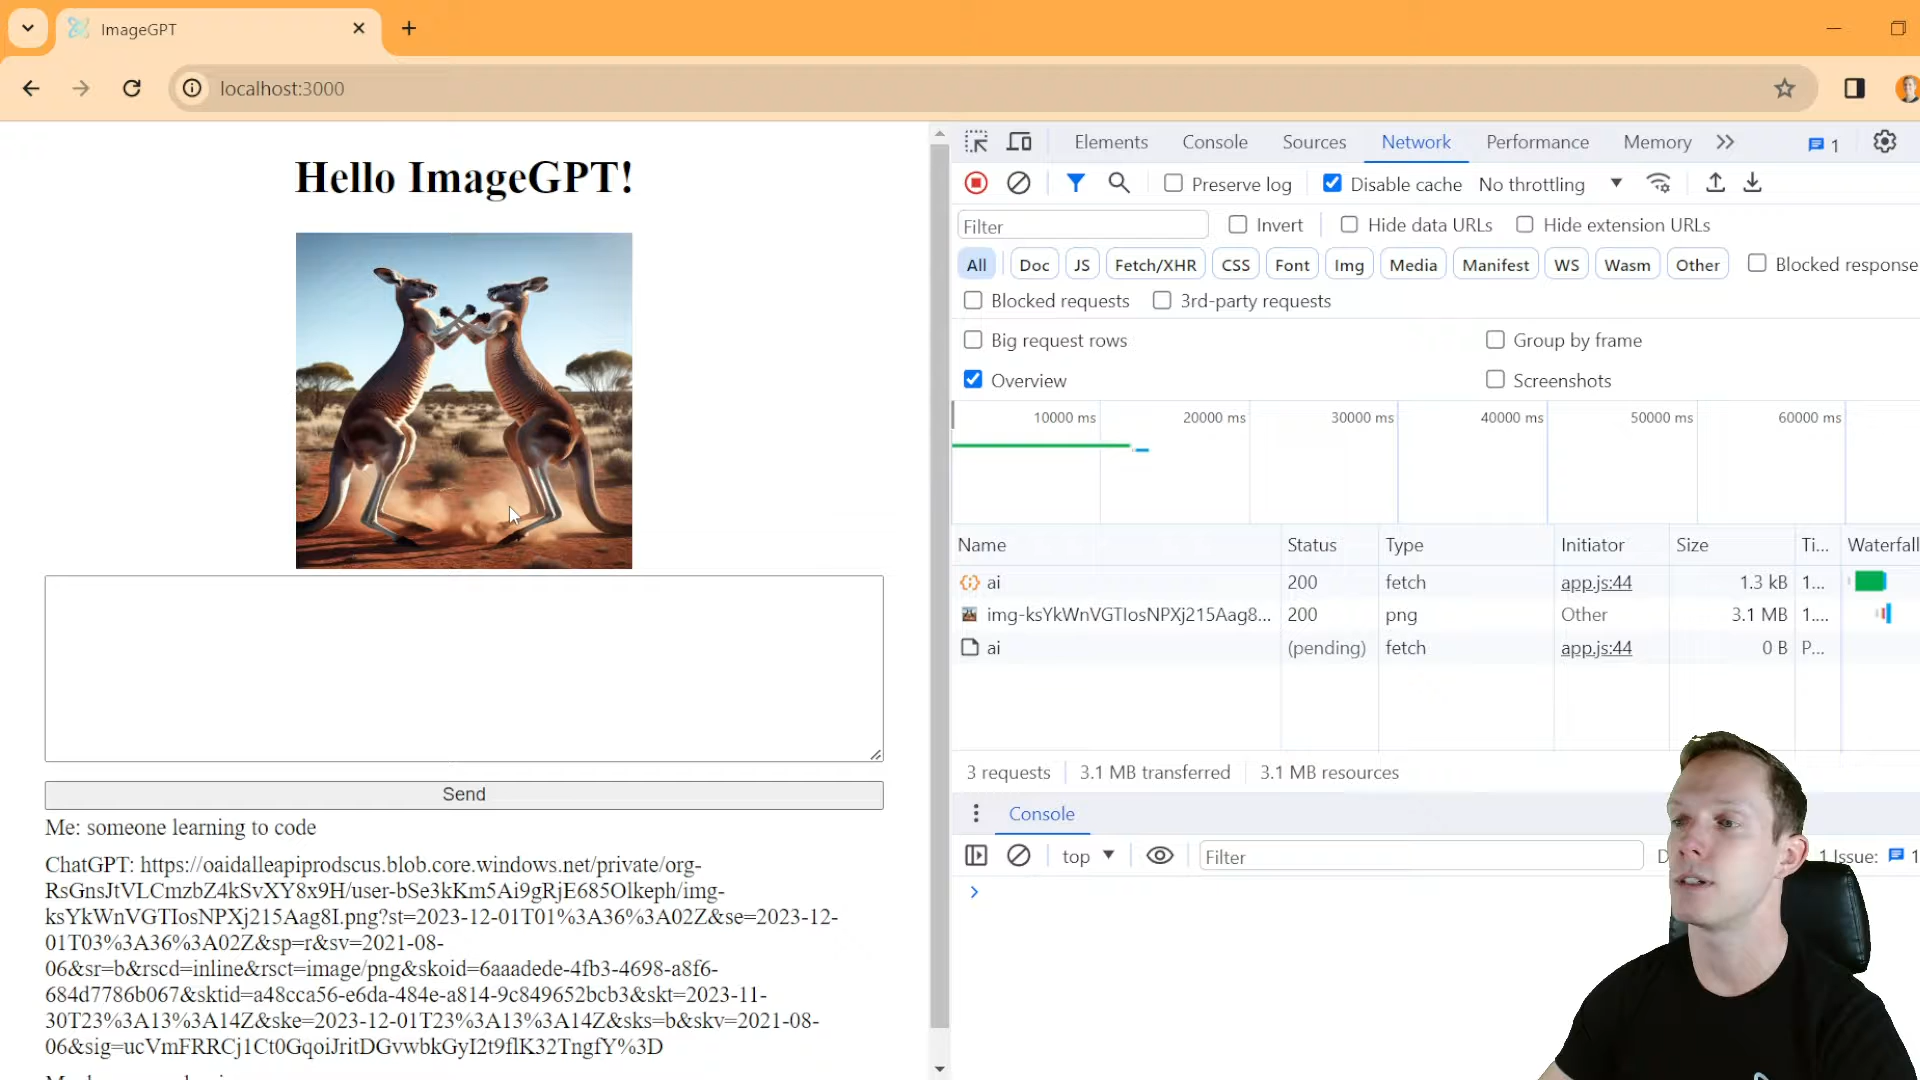 ImageGPT
localhost:3000
Hello ImageGPT!
Send
Me: someone learning to code
ChatGPT: https://oaidalleapiprodscus.blob.core.windows.net/private/org-
RsGnsJtVLCmzbZ4kSvXY8x9H/user-bSe3kKm5Ai9gRjE685Olkeph/img-
ksYkWnVGTIosNPXj215Aag8I.png?st=2023-12-01T01%3A36%3A02Z&se=2023-12-
01T03%3A36%3A02Z&sp=r&sv=2021-08-
06&sr=b&rscd=inline&rsct=image/png&skoid=6aaadede-4fb3-4698-a8f6-
684d7786b067&sktid=a48cca56-e6da-484e-a814-9c849652bcb3&skt=2023-11-
30T23%3A13%3A14Z&ske=2023-12-01T23%3A13%3A14Z&sks=b&skv=2021-08-
06&sig=ucVmFRRCj1Ct0GqoiJritDGvwbkGyI2t9flK32TngfY%3D
Elements Console Sources Network Performance Memory 1
Preserve log Disable cache No throttling
Filter Invert Hide data URLs Hide extension URLs
All Doc JS Fetch/XHR CSS Font Img Media Manifest WS Wasm Other Blocked response
Blocked requests 3rd-party requests
Big request rows Group by frame
Overview Screenshots
10000 ms 20000 ms 30000 ms 40000 ms 50000 ms 60000 ms
Name Status Type Initiator Size Ti... Waterfall
ai 200 fetch app.js:44 1.3 kB 1...
img-ksYkWnVGTIosNPXj215Aag8... 200 png Other 3.1 MB 1....
ai (pending) fetch app.js:44 0 B P...
3 requests 3.1 MB transferred 3.1 MB resources
Console
top Filter D 1 Issue: 1